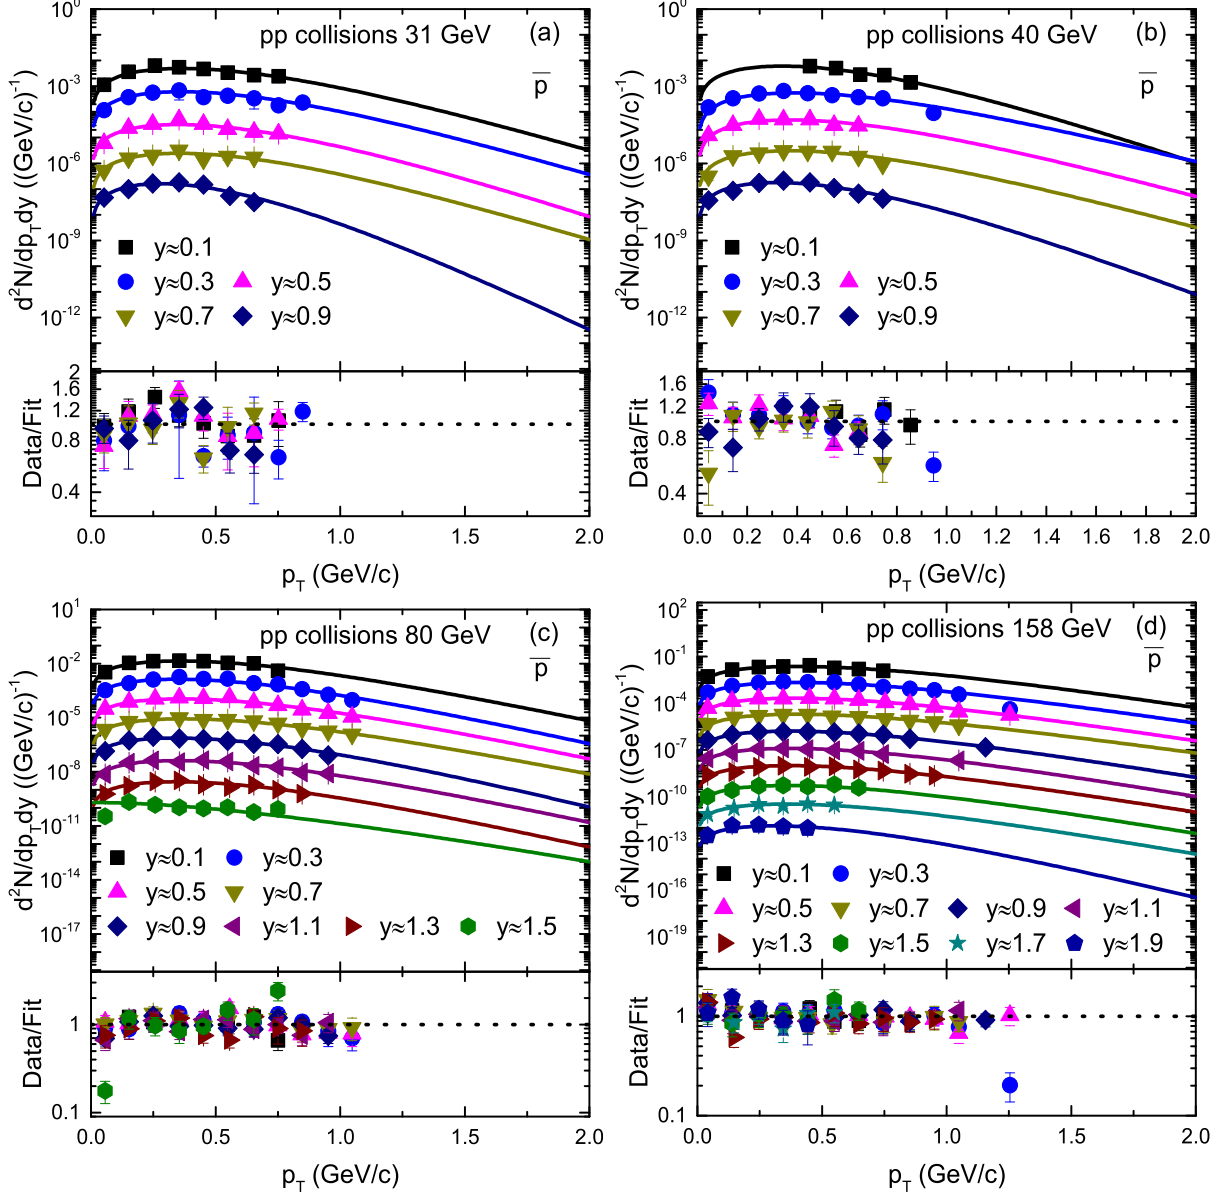 pp collisions 31 GeV (a)
p̅
d²N/dp_Tdy ((GeV/c)⁻¹)
10⁰
10⁻³
10⁻⁶
10⁻⁹
10⁻¹²
y≈0.1
y≈0.3 y≈0.5
y≈0.7 y≈0.9
Data/Fit
2
1.6
1.2
0.8
0.4
0.0 0.5 1.0 1.5 2.0
p_T (GeV/c)
pp collisions 40 GeV (b)
p̅
d²N/dp_Tdy ((GeV/c)⁻¹)
10⁰
10⁻³
10⁻⁶
10⁻⁹
10⁻¹²
y≈0.1
y≈0.3 y≈0.5
y≈0.7 y≈0.9
Data/Fit
1.6
1.2
0.8
0.4
0.0 0.2 0.4 0.6 0.8 1.0 1.2 1.4 1.6 1.8 2.0
p_T (GeV/c)
pp collisions 80 GeV (c)
p̅
d²N/dp_Tdy ((GeV/c)⁻¹)
10¹
10⁻²
10⁻⁵
10⁻⁸
10⁻¹¹
10⁻¹⁴
10⁻¹⁷
y≈0.1 y≈0.3
y≈0.5 y≈0.7
y≈0.9 y≈1.1 y≈1.3 y≈1.5
Data/Fit
1
0.1
0.0 0.5 1.0 1.5 2.0
p_T (GeV/c)
pp collisions 158 GeV (d)
p̅
d²N/dp_Tdy ((GeV/c)⁻¹)
10²
10⁻¹
10⁻⁴
10⁻⁷
10⁻¹⁰
10⁻¹³
10⁻¹⁶
10⁻¹⁹
y≈0.1 y≈0.3
y≈0.5 y≈0.7 y≈0.9 y≈1.1
y≈1.3 y≈1.5 y≈1.7 y≈1.9
Data/Fit
1
0.1
0.0 0.5 1.0 1.5 2.0
p_T (GeV/c)